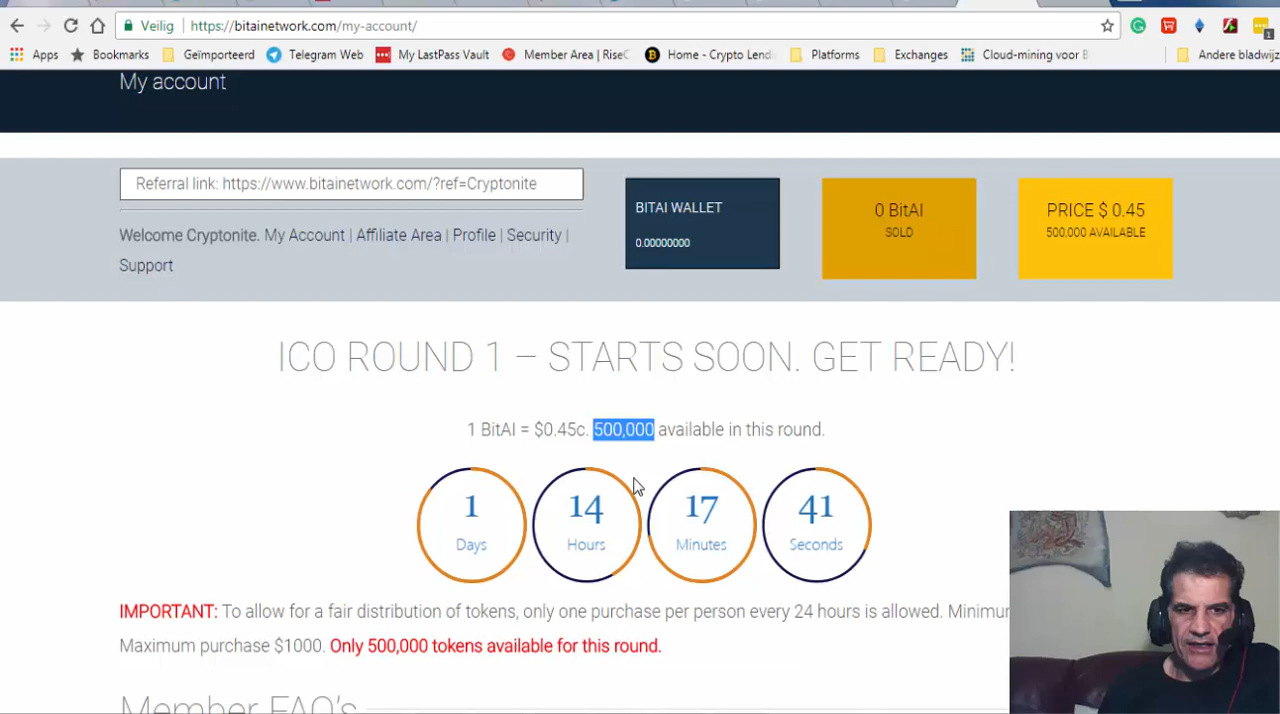 Veilig | https://bitainetwork.com/my-account/
Apps Bookmarks Geïmporteerd Telegram Web My LastPass Vault Member Area | Rise Home - Crypto Lend Platforms Exchanges Cloud-mining voor Andere bladwijz
1
My account
Referral link: https://www.bitainetwork.com/?ref=Cryptonite
Welcome Cryptonite. My Account | Affiliate Area | Profile | Security |
Support
BITAI WALLET
0.00000000
0 BitAI
SOLD
PRICE $ 0.45
500,000 AVAILABLE
ICO ROUND 1 – STARTS SOON. GET READY!
1 BitAI = $0.45c. 500,000 available in this round.
1 14 17 41
Days Hours Minutes Seconds
IMPORTANT: To allow for a fair distribution of tokens, only one purchase per person every 24 hours is allowed. Minimum
Maximum purchase $1000. Only 500,000 tokens available for this round.
Member FAQ's